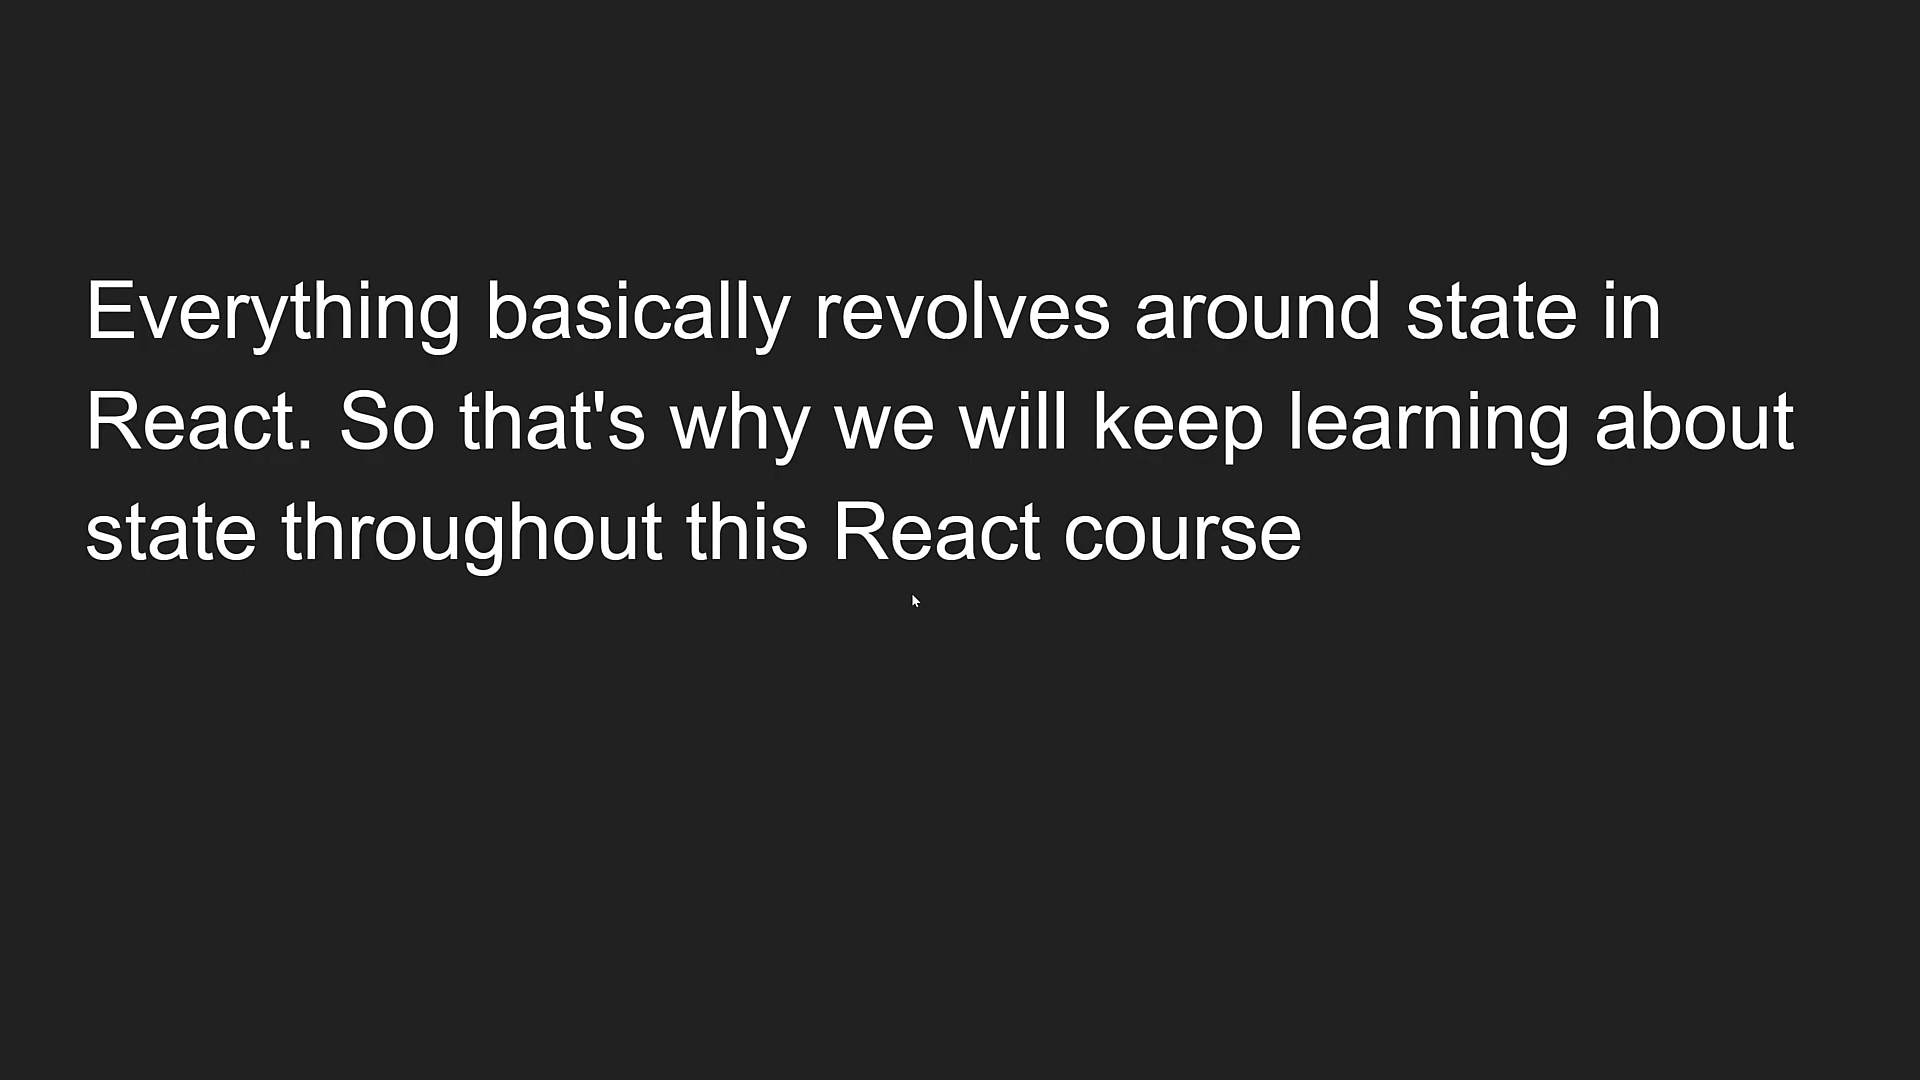 Everything basically revolves around state in
React. So that's why we will keep learning about
state throughout this React course